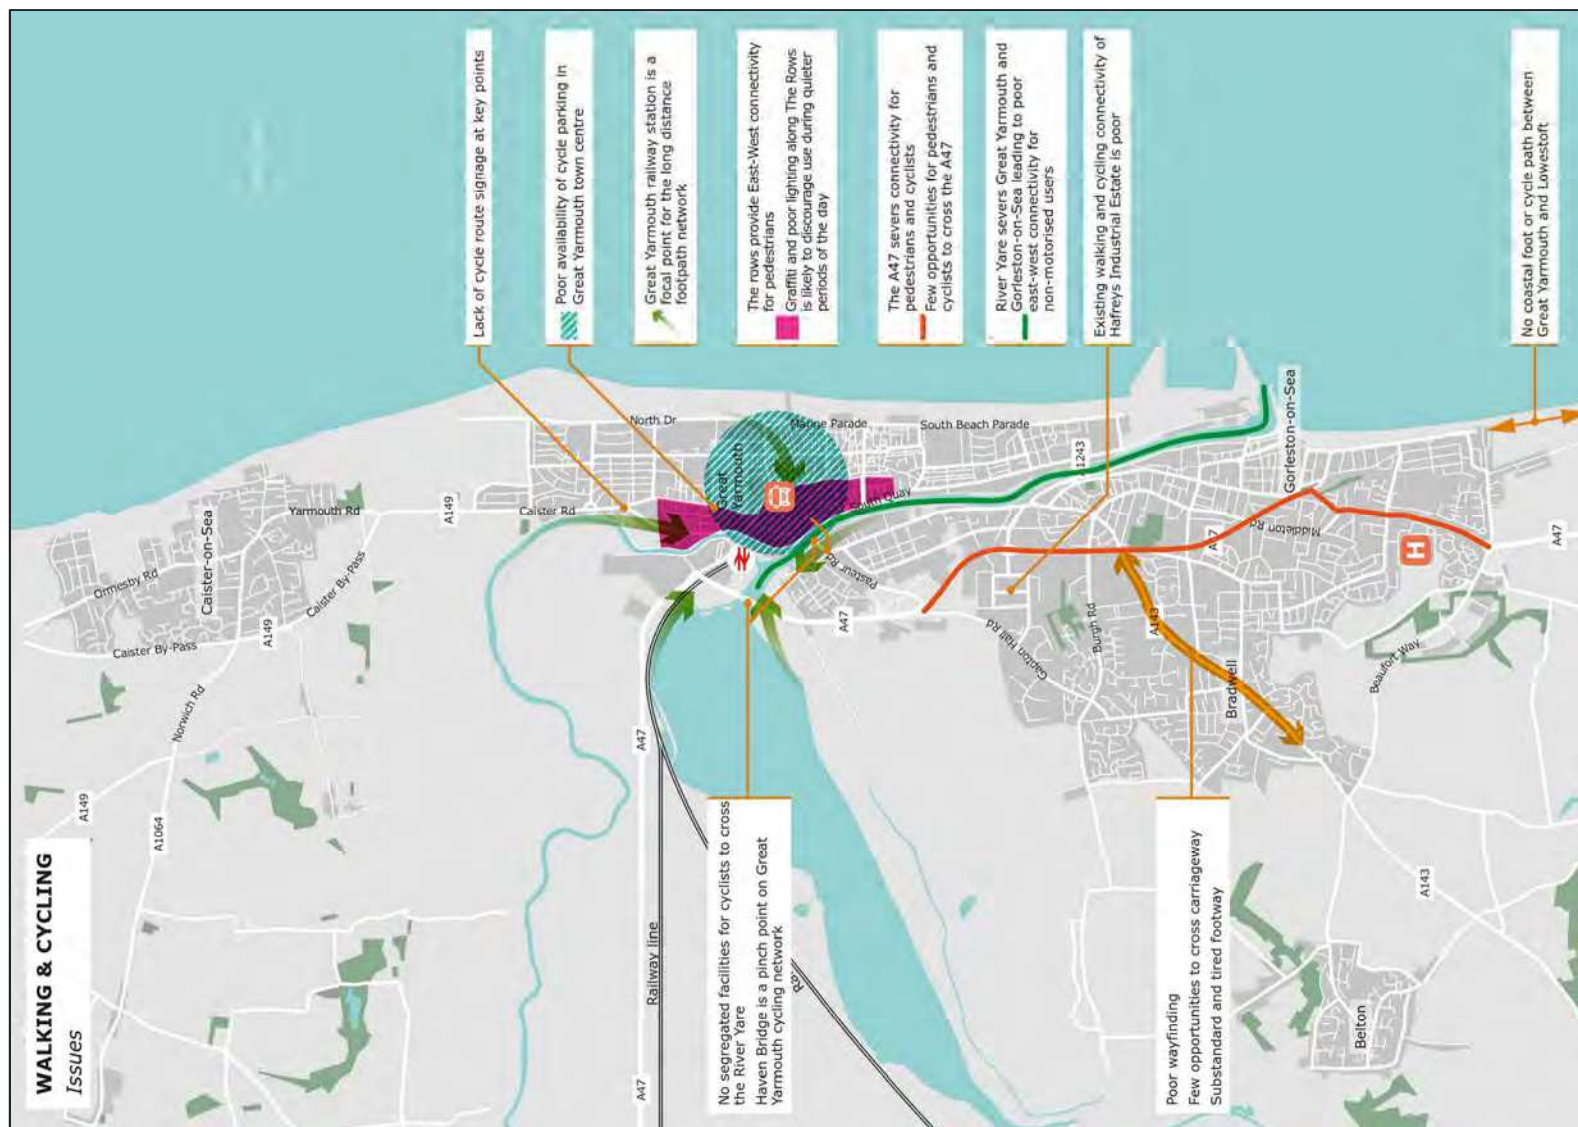 WALKING & CYCLING
Issues
Lack of cycle route signage at key points
Poor availability of cycle parking in
Great Yarmouth town centre
Great Yarmouth railway station is a
focal point for the long distance
footpath network
The rows provide East-West connectivity
for pedestrians
Graffiti and poor lighting along The Rows
is likely to discourage use during quieter
periods of the day
The A47 severs connectivity for
pedestrians and cyclists
Few opportunities for pedestrians and
cyclists to cross the A47
River Yare severs Great Yarmouth and
Gorleston-on-Sea leading to poor
east-west connectivity for
non-motorised users
Existing walking and cycling connectivity of
Hafreys Industrial Estate is poor
No coastal foot or cycle path between
Great Yarmouth and Lowestoft
No segregated facilities for cyclists to cross
the River Yare
Haven Bridge is a pinch point on Great
Yarmouth cycling network
Poor wayfinding
Few opportunities to cross carriageway
Substandard and tired footway
Ormesby Rd
Caister-on-Sea
Yarmouth Rd
Caister By-Pass
Caister By-Pass
A149
A149
A149
Norwich Rd
A1064
Caister Rd
North Dr
Great
Yarmouth
Marine Parade
South Beach Parade
South Quay
A1243
Gorleston-on-Sea
Pasteur Rd
A47
A47
A47
A47
A47
Railway line
Middleton Rd
H
Gapton Hall Rd
Burgh Rd
A143
A143
Bradwell
Beaufort Way
Belton